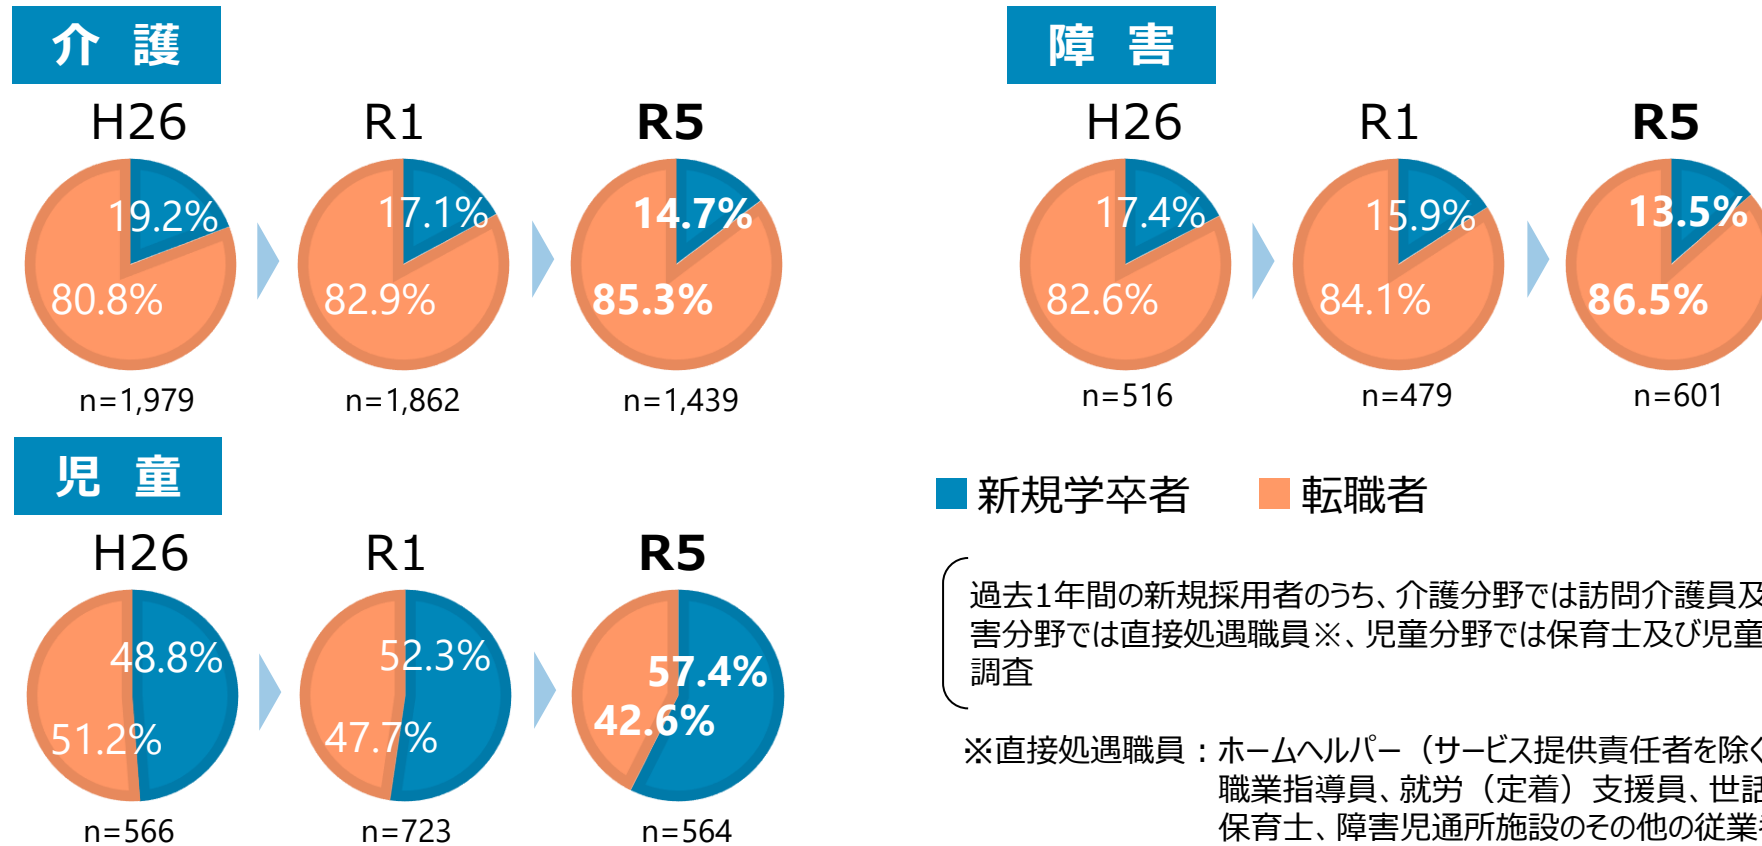 介 護
H26 R1 R5
19.2% 17.1% 14.7%
80.8% 82.9% 85.3%
n=1,979 n=1,862 n=1,439
障 害
H26 R1 R5
17.4% 15.9% 13.5%
82.6% 84.1% 86.5%
n=516 n=479 n=601
児 童
H26 R1 R5
48.8% 52.3% 57.4%
51.2% 47.7% 42.6%
n=566 n=723 n=564
新規学卒者 転職者
過去1年間の新規採用者のうち、介護分野では訪問介護員及
害分野では直接処遇職員※、児童分野では保育士及び児童
調査
※直接処遇職員：ホームヘルパー（サービス提供責任者を除く
職業指導員、就労（定着）支援員、世話
保育士、障害児通所施設のその他の従業